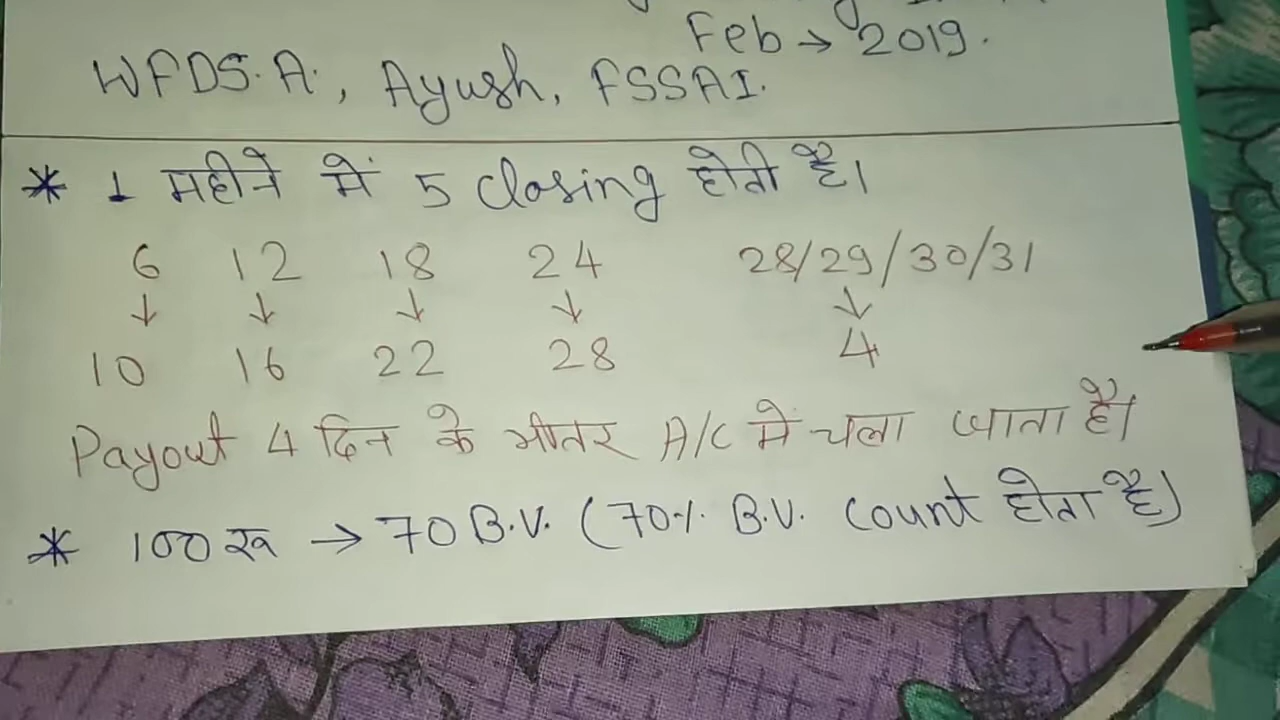 Feb → 2019.
WFDS.A., Ayush, FSSAI.
* 1 महीने में 5 closing होती है।
6 12 18 24 28/29/30/31
↓ ↓ ↓ ↓ ↓
10 16 22 28 4
Payout 4 दिन के भीतर A/C मे चला जाता है।
* 100 रू → 70 B.V. (70% B.V. count होता है)